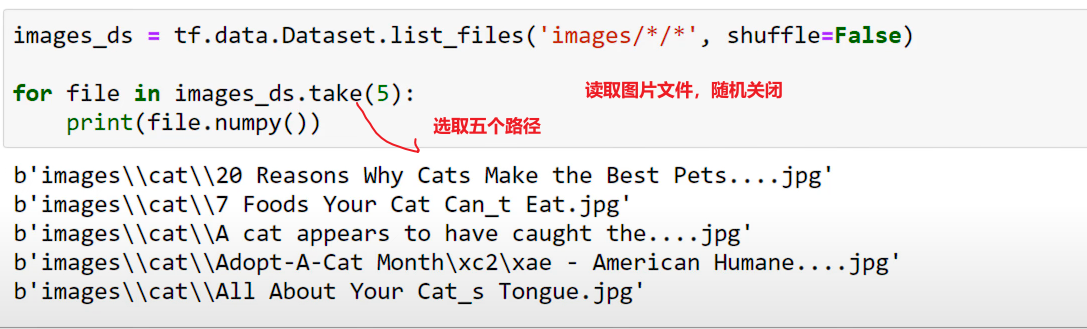 images_ds = tf.data.Dataset.list_files('images/*/*', shuffle=False)
for file in images_ds.take(5):
读取图片文件，随机关闭
print(file.numpy())
选取五个路径
b'images\\cat\\20 Reasons Why Cats Make the Best Pets....jpg'
b'images\\cat\\7 Foods Your Cat Can_t Eat.jpg'
b'images\\cat\\A cat appears to have caught the....jpg'
b'images\\cat\\Adopt-A-Cat Month\xc2\xae - American Humane....jpg'
b'images\\cat\\All About Your Cat_s Tongue.jpg'